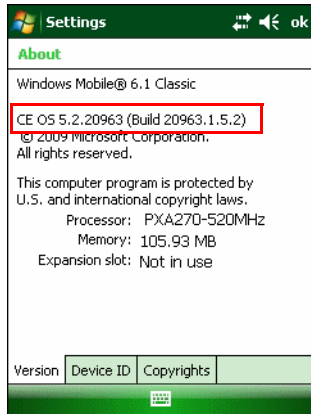 Settings ok
About
Windows Mobile® 6.1 Classic
CE OS 5.2.20963 (Build 20963.1.5.2)
© 2009 Microsoft Corporation.
All rights reserved.
This computer program is protected by
U.S. and international copyright laws.
Processor: PXA270-520MHz
Memory: 105.93 MB
Expansion slot: Not in use
Version Device ID Copyrights